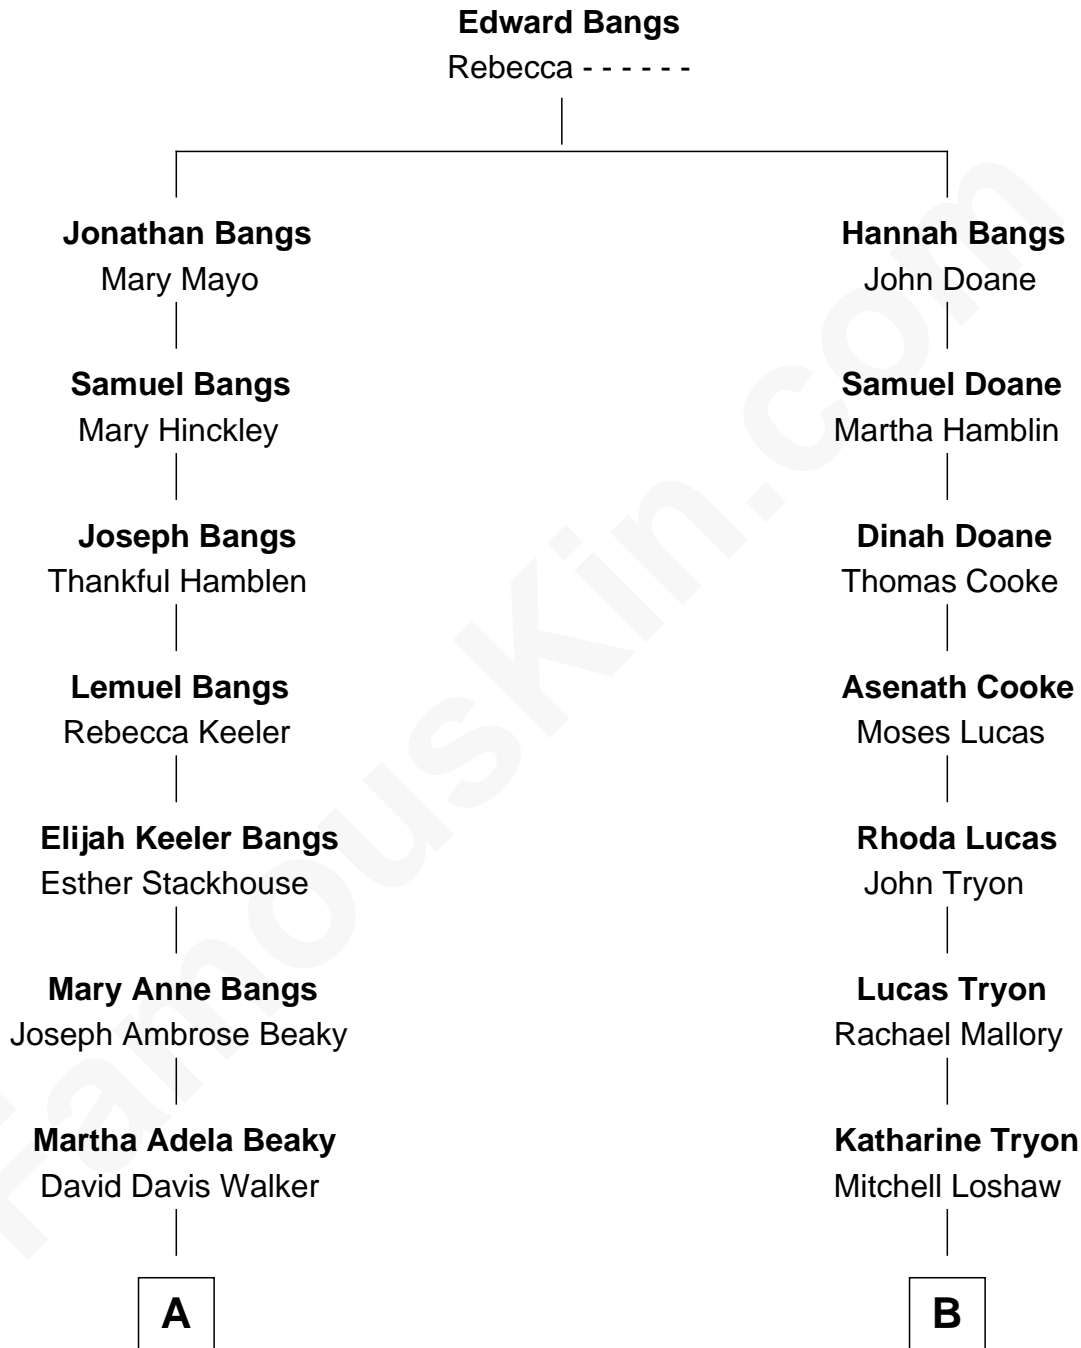 Edward Bangs
Rebecca - - - - - -
Jonathan Bangs
Mary Mayo
Hannah Bangs
John Doane
Samuel Bangs
Mary Hinckley
Samuel Doane
Martha Hamblin
Joseph Bangs
Thankful Hamblen
Dinah Doane
Thomas Cooke
Lemuel Bangs
Rebecca Keeler
Asenath Cooke
Moses Lucas
Elijah Keeler Bangs
Esther Stackhouse
Rhoda Lucas
John Tryon
Mary Anne Bangs
Joseph Ambrose Beaky
Lucas Tryon
Rachael Mallory
Martha Adela Beaky
David Davis Walker
Katharine Tryon
Mitchell Loshaw
A
B
FamousKin.com